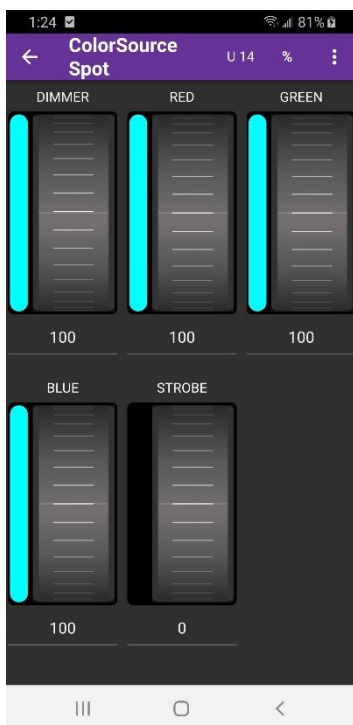 1:24 81%
ColorSource
Spot
U 14 %
DIMMER RED GREEN
100 100 100
BLUE STROBE
100 0